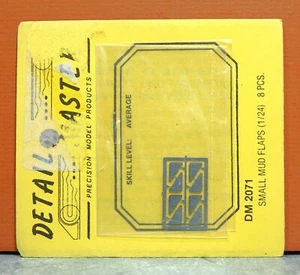 DETAIL MASTER
PRECISION MODEL PRODUCTS
SKILL LEVEL: AVERAGE
DM 2071
SMALL MUD FLAPS (1/24) 8 PCS.